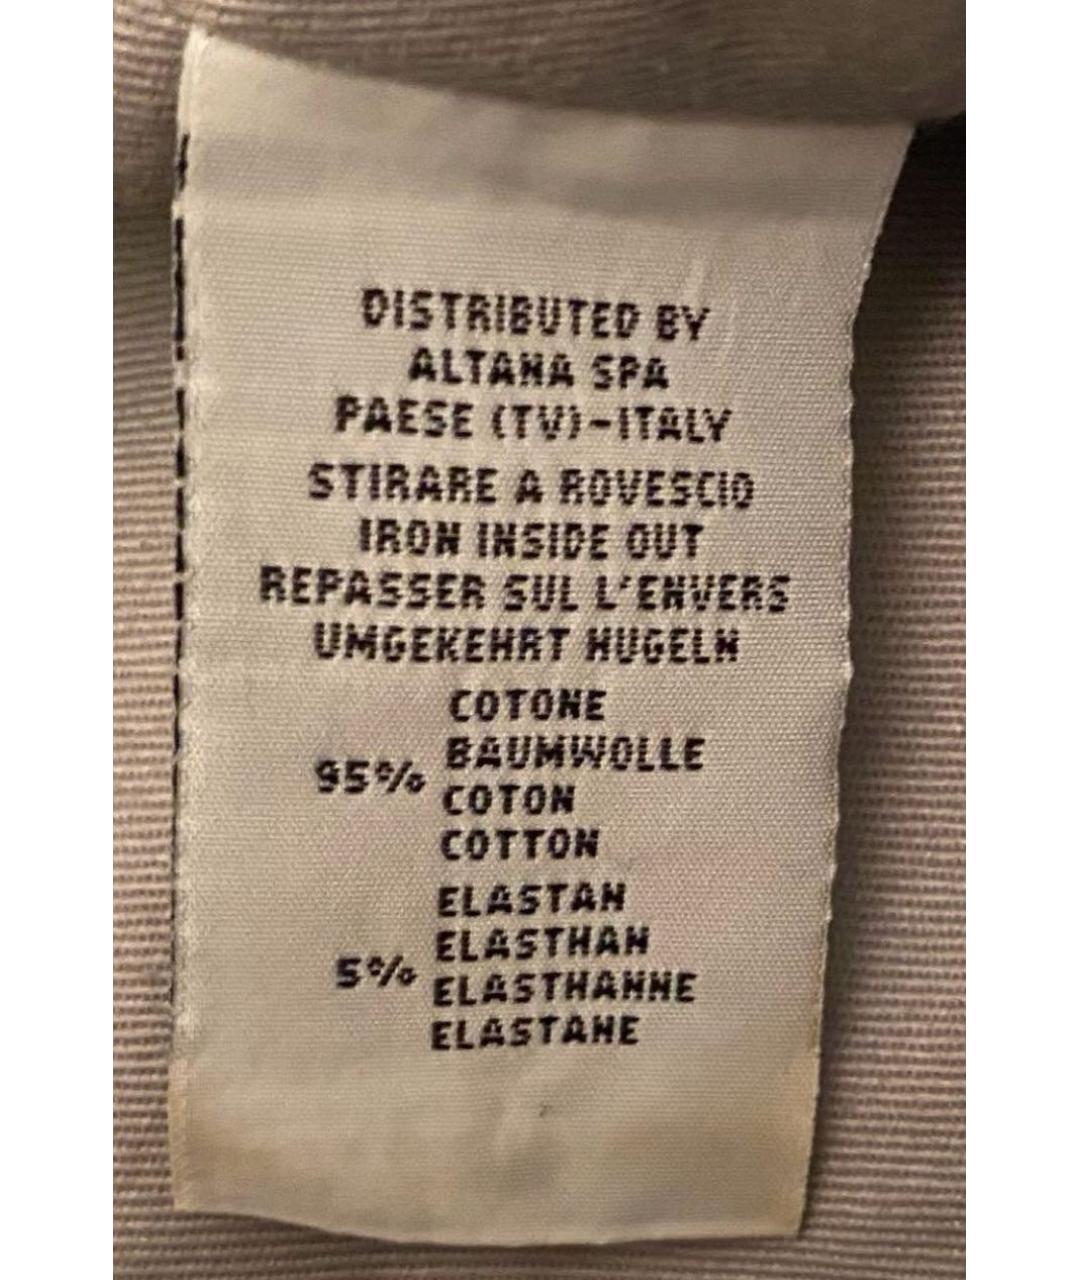 DISTRIBUTED BY
ALTANA SPA
PAESE (TV)-ITALY
STIRARE A ROVESCIO
IRON INSIDE OUT
REPASSER SUL L'ENVERS
UMGEKEHRT HUGELN
95%
COTONE
BAUMWOLLE
COTON
COTTON
5%
ELASTAN
ELASTHAN
ELASTHANNE
ELASTANE